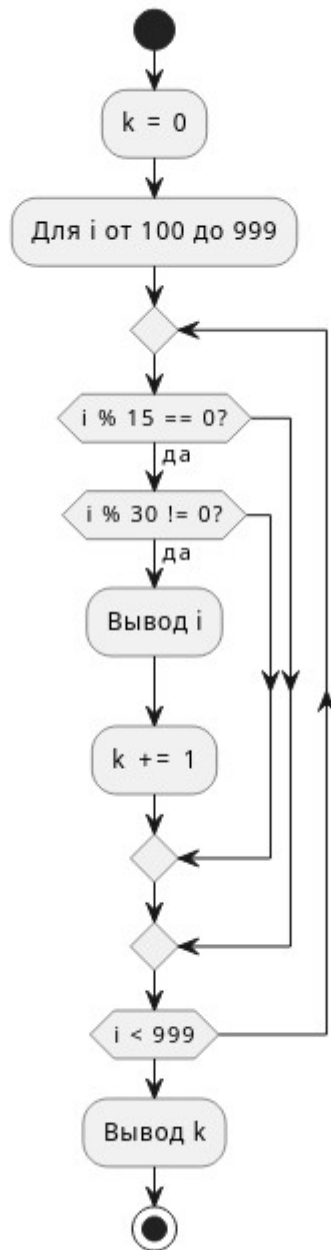 k = 0
Для i от 100 до 999
i % 15 == 0?
да
i % 30 != 0?
да
Вывод i
k += 1
i < 999
Вывод k